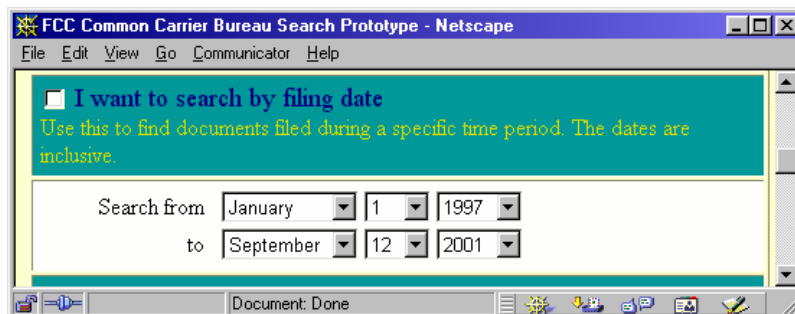 FCC Common Carrier Bureau Search Prototype - Netscape
File Edit View Go Communicator Help
I want to search by filing date
Use this to find documents filed during a specific time period. The dates are
inclusive.
Search from January 1 1997
to September 12 2001
Document: Done